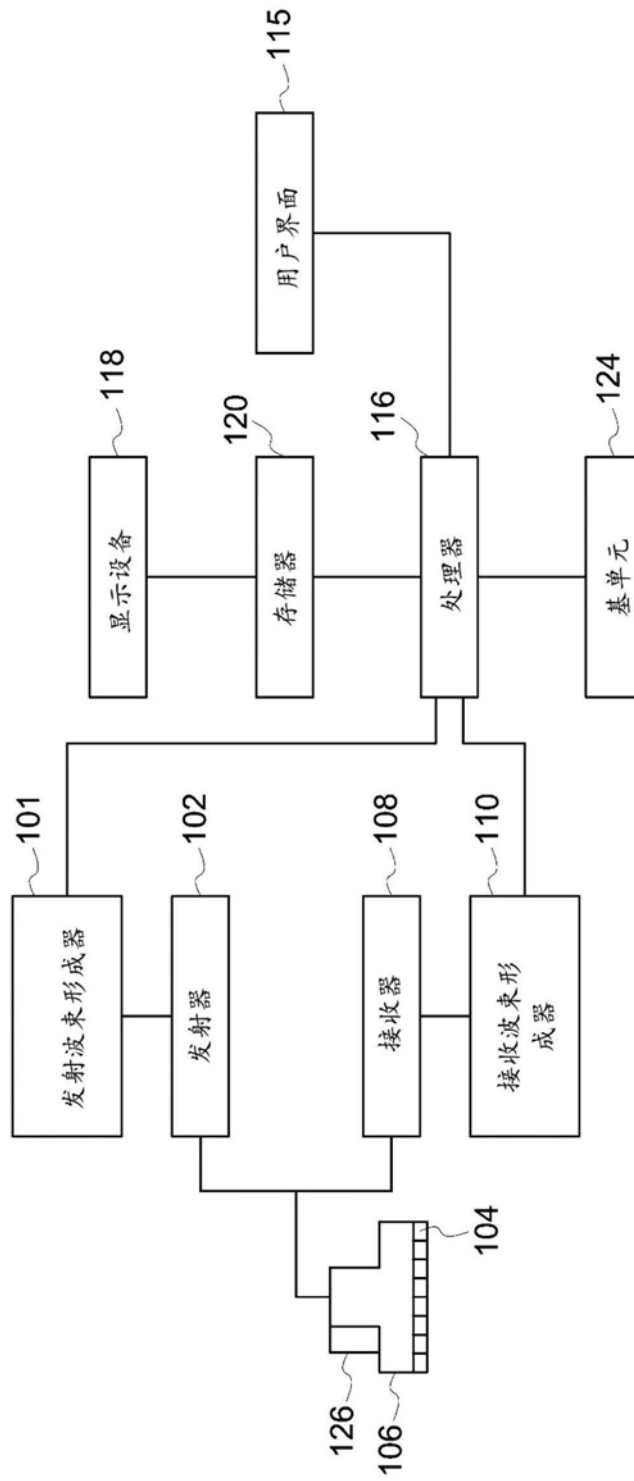 101
发射波束形成器
102
发射器
108
接收器
110
接收波束形
成器
126
106
104
118
显示设备
120
存储器
116
处理器
124
基单元
115
用户界面